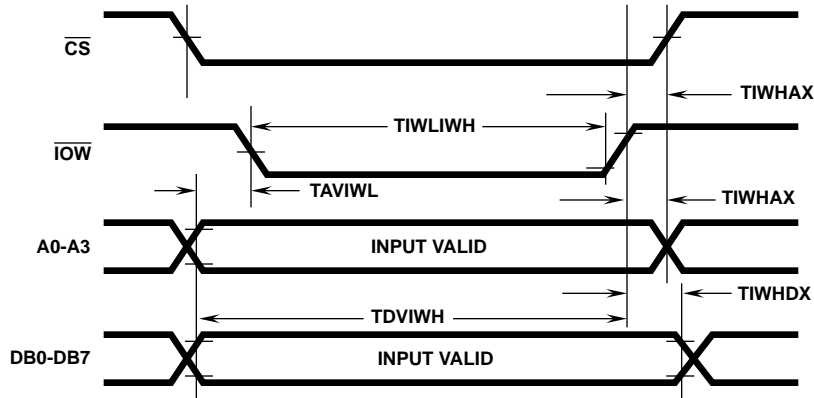 CS
TIWHAX
IOW
TIWLIWH
TAVIWL
TIWHAX
A0-A3
INPUT VALID
TIWHDX
TDVIWH
DB0-DB7
INPUT VALID